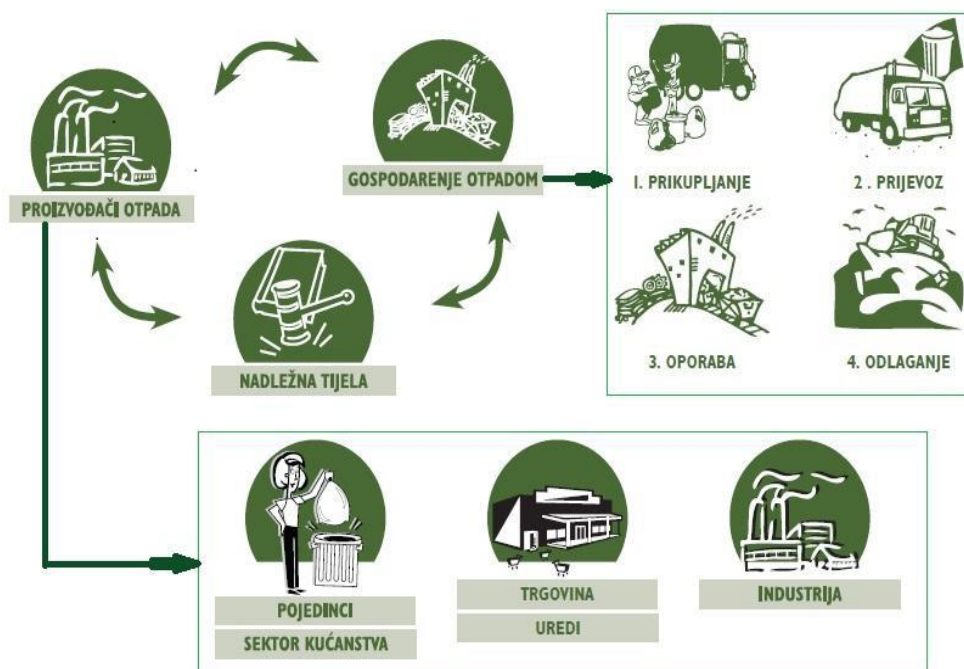 PROIZVOĐAČI OTPADA
GOSPODARENJE OTPADOM
NADLEŽNA TIJELA
1. PRIKUPLJANJE
2 . PRIJEVOZ
3. OPORABA
4. ODLAGANJE
POJEDINCI
SEKTOR KUĆANSTVA
TRGOVINA
UREDI
INDUSTRIJA